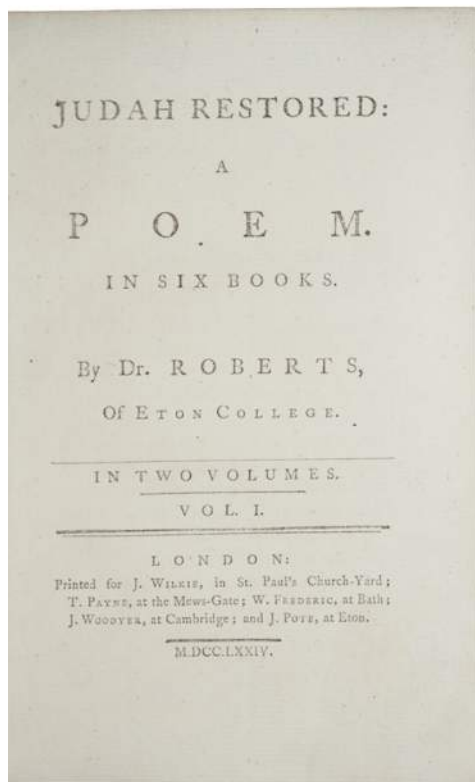 JUDAH RESTORED:
A
POEM.
IN SIX BOOKS.
By Dr. ROBERTS,
Of ETON COLLEGE.
IN TWO VOLUMES.
VOL. I.
LONDON:
Printed for J. WILKIE, in St. Paul's Church-Yard;
T. PAYNE, at the Mews-Gate; W. FREDERIC, at Bath;
J. WOODYER, at Cambridge; and J. POTE, at Eton.
M.DCC.LXXIV.